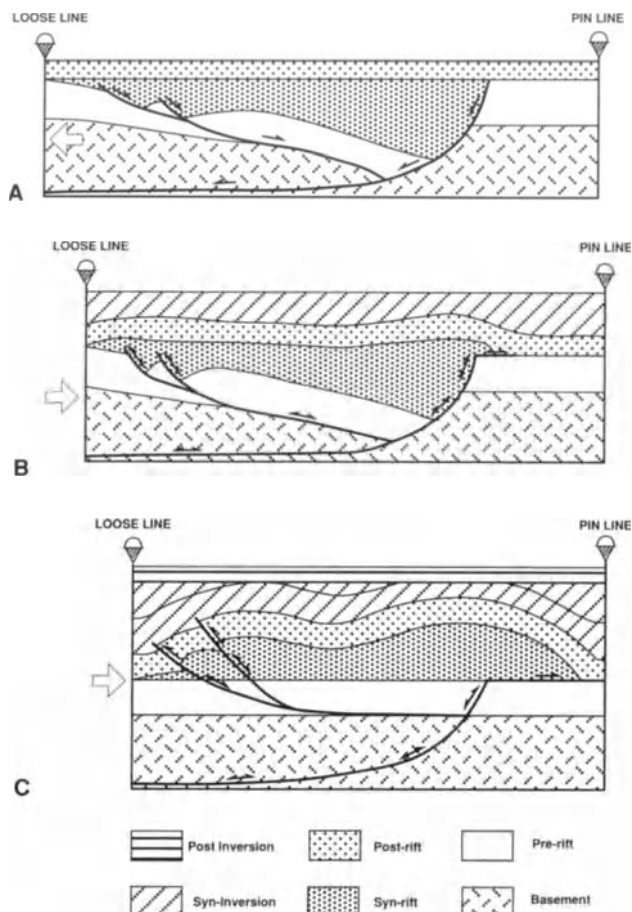 LOOSE LINE PIN LINE
A
LOOSE LINE PIN LINE
B
LOOSE LINE PIN LINE
C
Post Inversion Post-rift Pre-rift
Syn-Inversion Syn-rift Basement